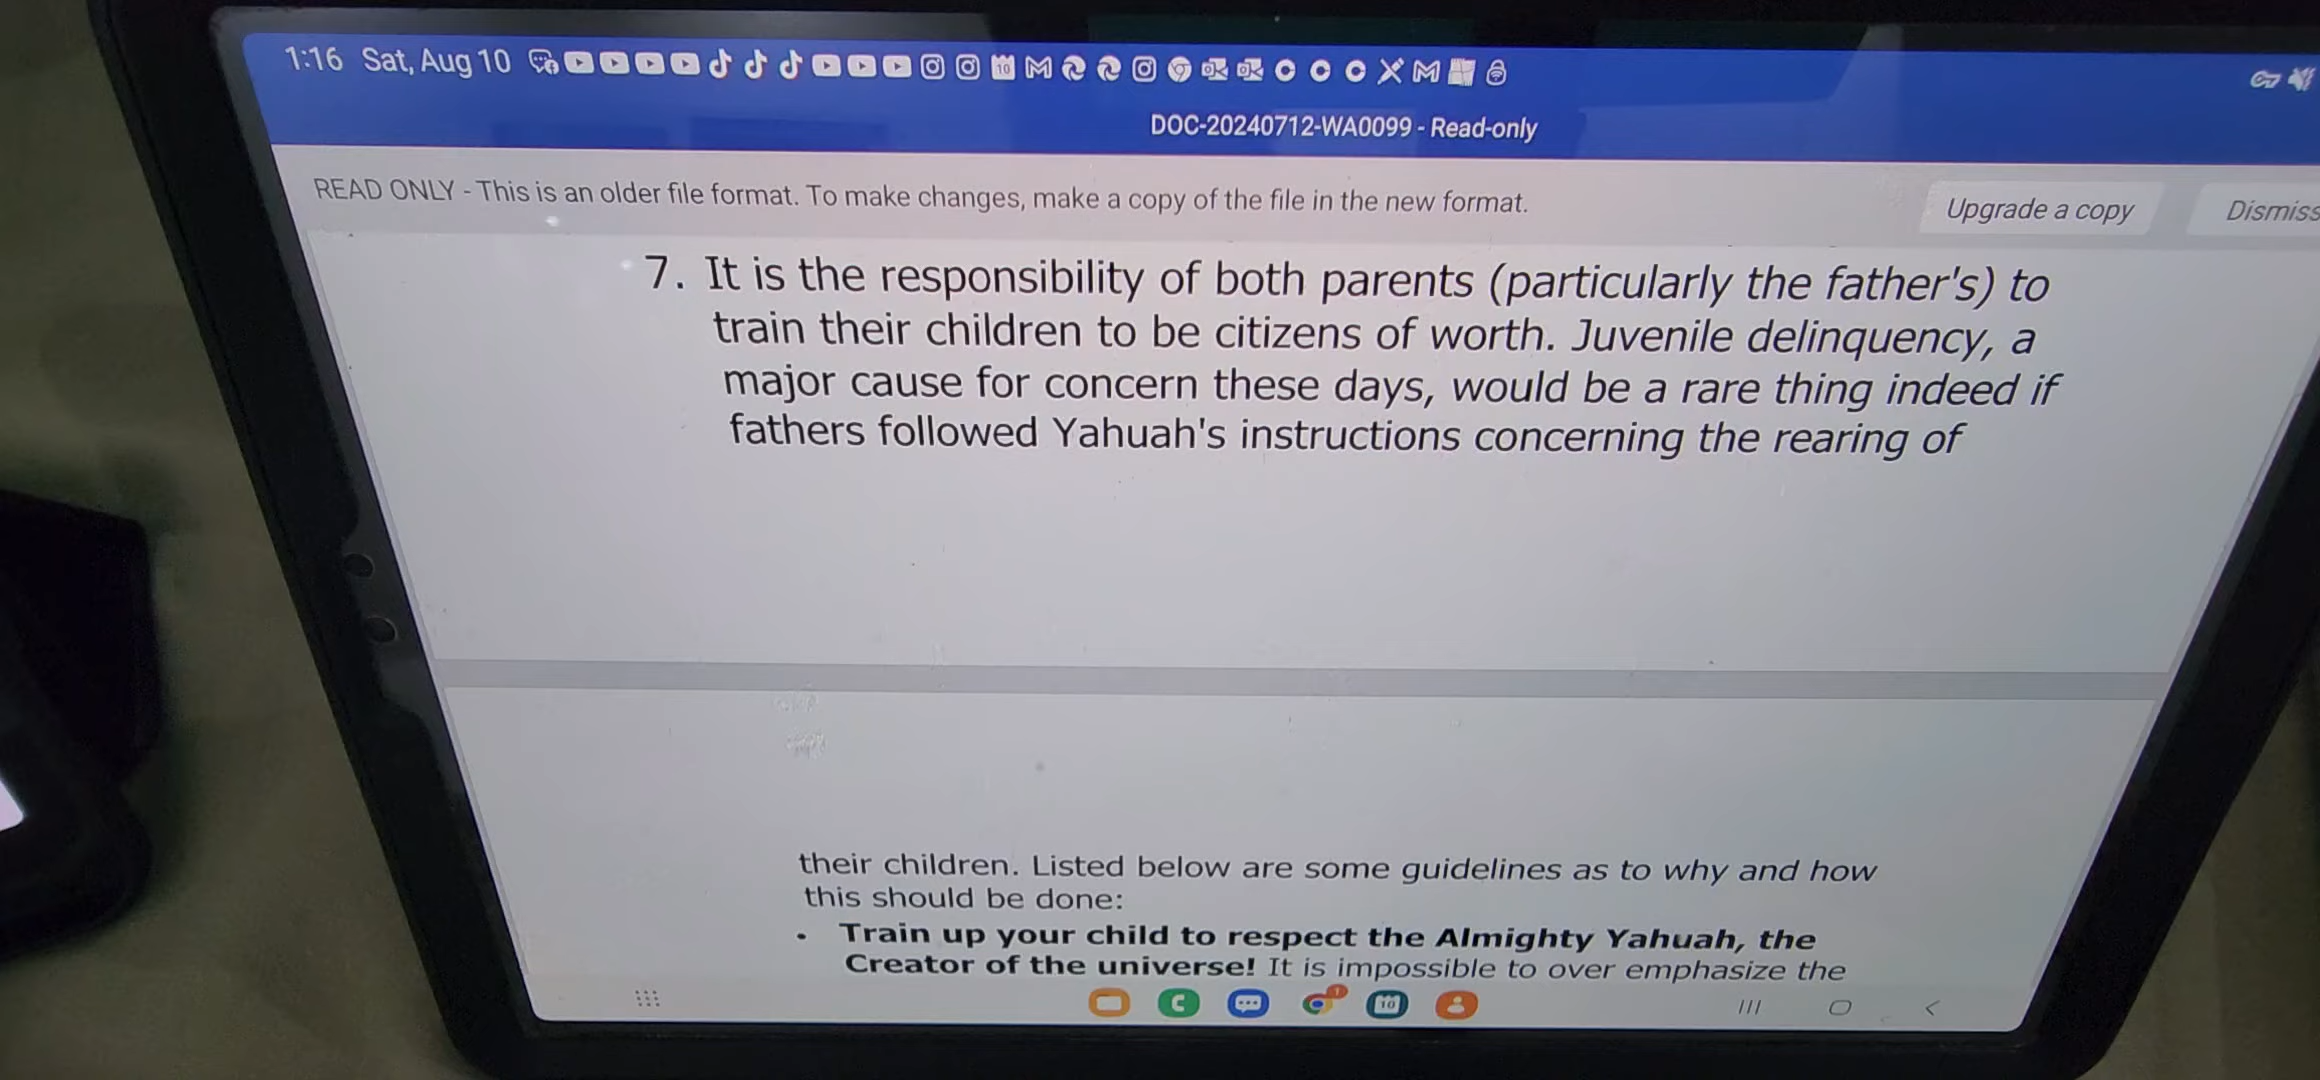 1:16 Sat, Aug 10
DOC-20240712-WA0099 - Read-only
READ ONLY - This is an older file format. To make changes, make a copy of the file in the new format.
Upgrade a copy
Dismiss
7. It is the responsibility of both parents (particularly the father's) to
train their children to be citizens of worth. Juvenile delinquency, a
major cause for concern these days, would be a rare thing indeed if
fathers followed Yahuah's instructions concerning the rearing of
their children. Listed below are some guidelines as to why and how
this should be done:
• Train up your child to respect the Almighty Yahuah, the
Creator of the universe! It is impossible to over emphasize the